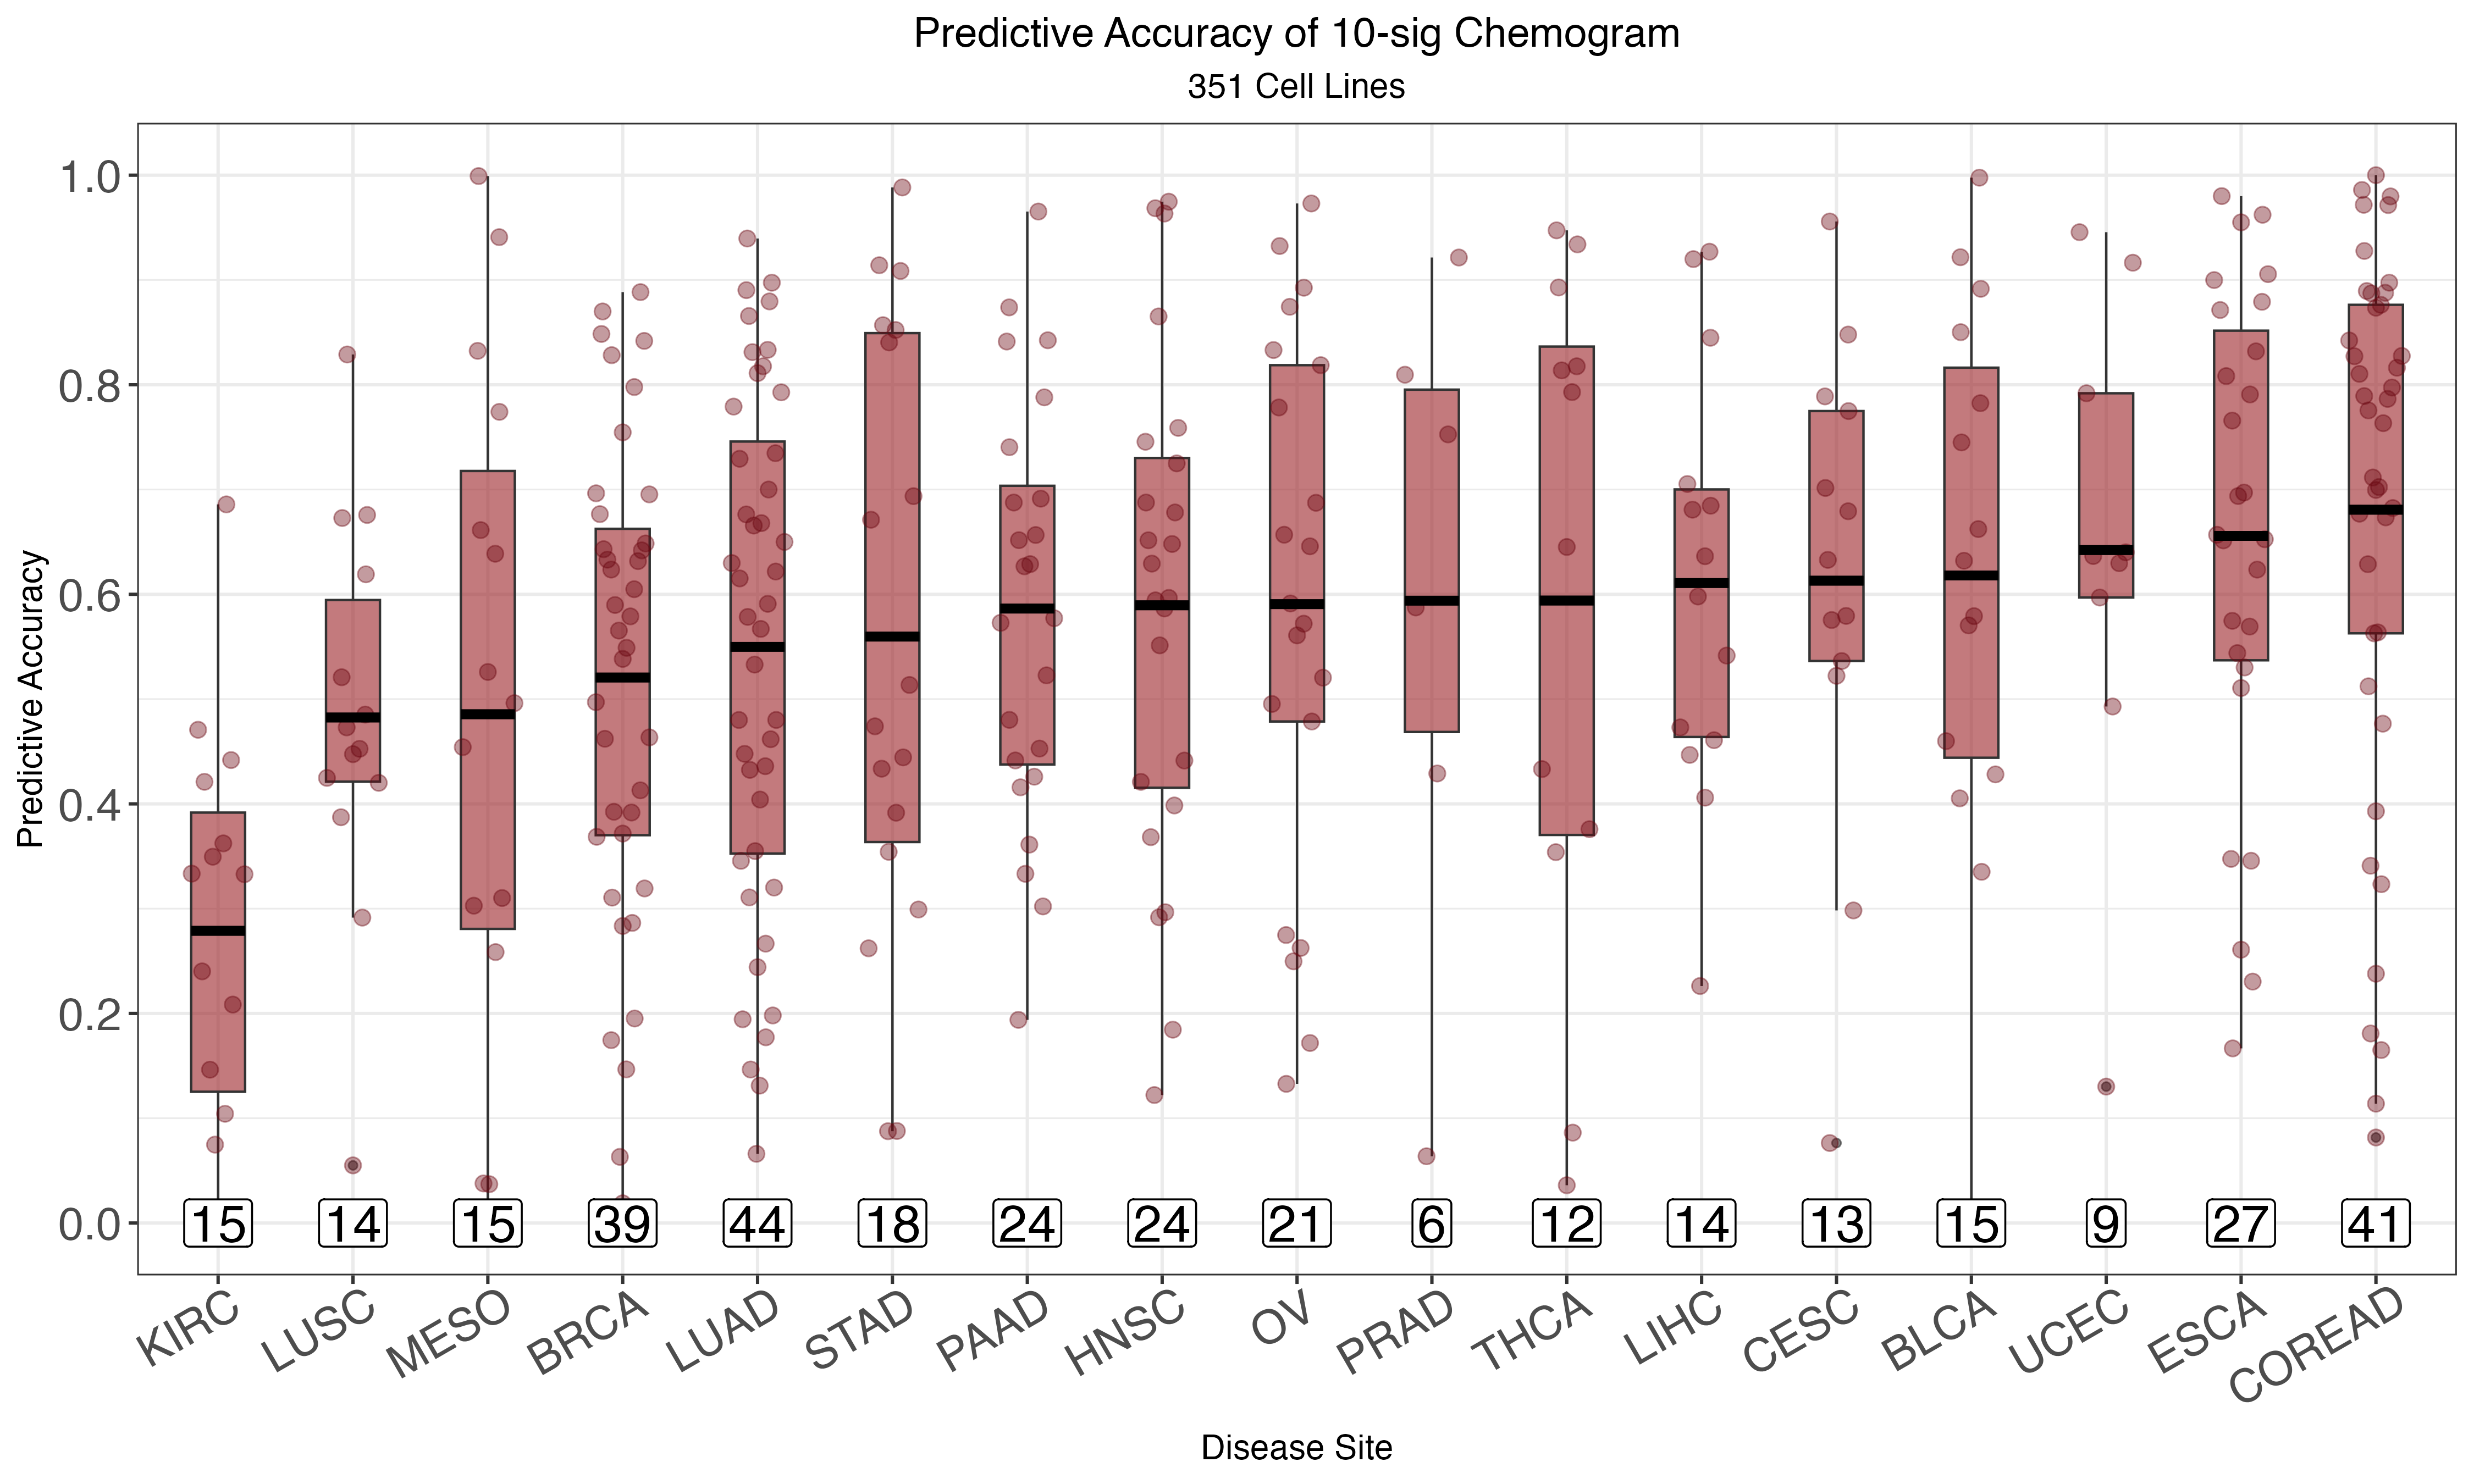 Predictive Accuracy of 10-sig Chemogram
351 Cell Lines
Predictive Accuracy
1.0
0.8
0.6
0.4
0.2
0.0
15 14 15 39 44 18 24 24 21 6 12 14 13 15 9 27 41
KIRC LUSC MESO BRCA LUAD STAD PAAD HNSC OV PRAD THCA LIHC CESC BLCA UCEC ESCA COREAD
Disease Site